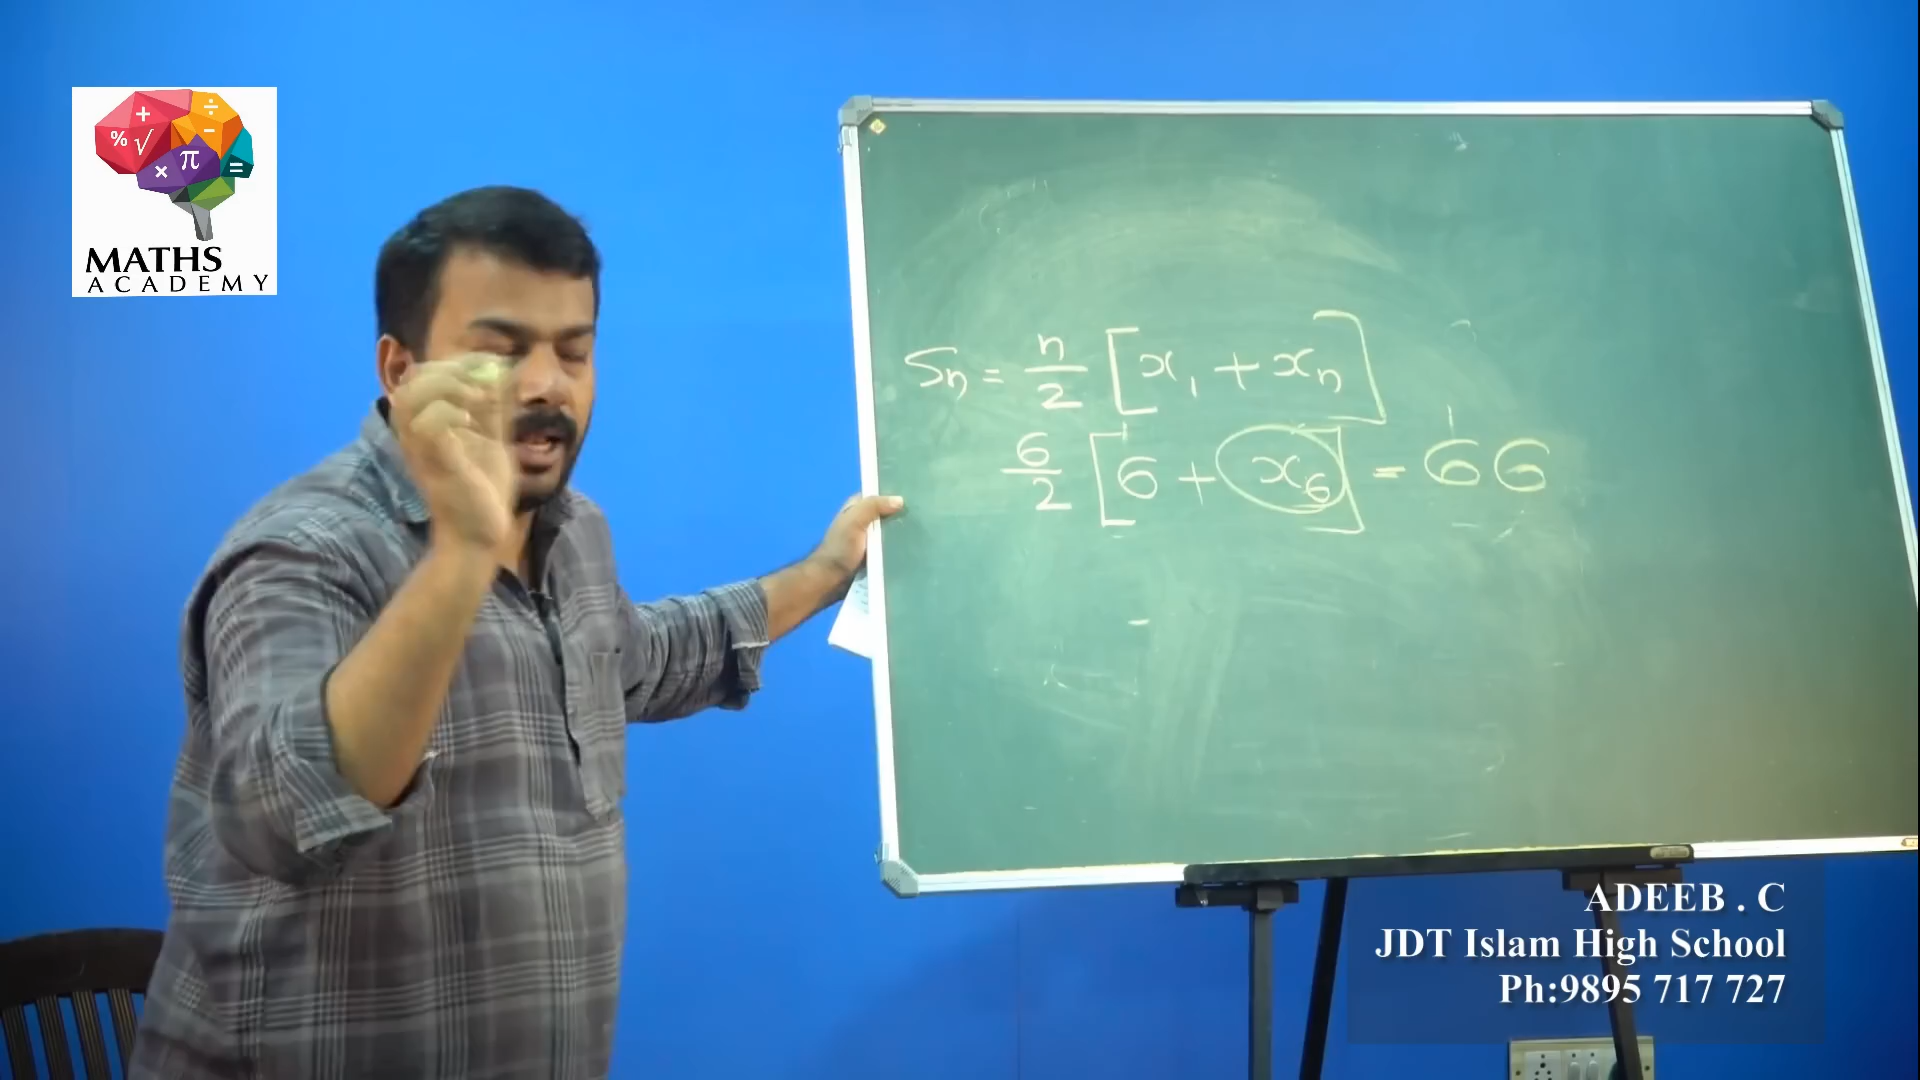 + ÷
% √ -
× π =
MATHS
ACADEMY
Sn = n/2 [x₁ + xn]
6/2 [6 + x₆] = 66
ADEEB . C
JDT Islam High School
Ph:9895 717 727